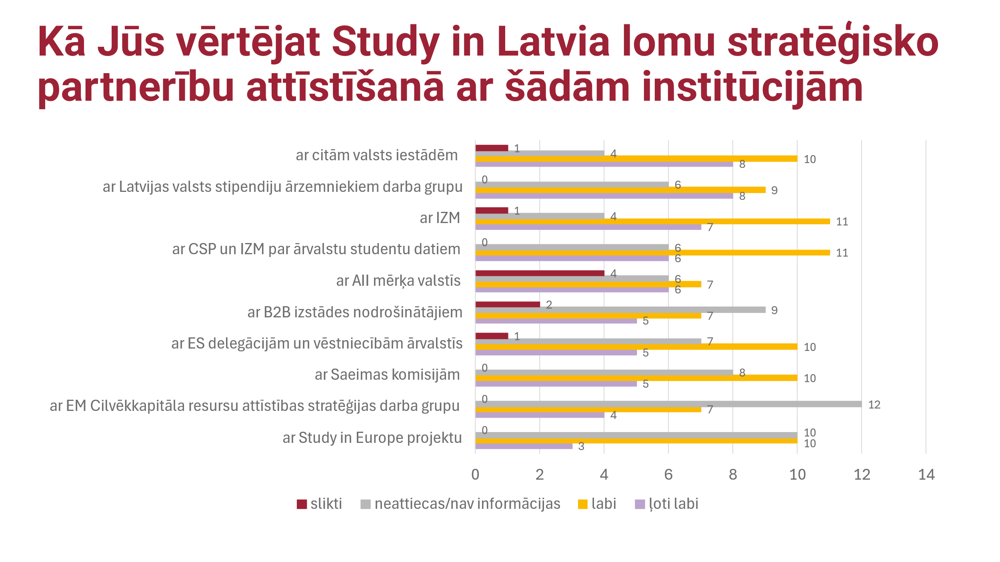 Kā Jūs vērtējat Study in Latvia lomu stratēģisko
partnerību attīstīšanā ar šādām institūcijām
ar citām valsts iestādēm
1
4
10
8
ar Latvijas valsts stipendiju ārzemniekiem darba grupu
0
6
9
8
ar IZM
1
4
11
7
ar CSP un IZM par ārvalstu studentu datiem
0
6
11
6
ar AII mērķa valstīs
4
6
7
6
ar B2B izstādes nodrošinātājiem
2
9
7
5
ar ES delegācijām un vēstniecībām ārvalstīs
1
7
10
5
ar Saeimas komisijām
0
8
10
5
ar EM Cilvēkkapitāla resursu attīstības stratēģijas darba grupu
0
12
7
4
ar Study in Europe projektu
0
10
10
3
0 2 4 6 8 10 12 14
slikti neattiecas/nav informācijas labi ļoti labi